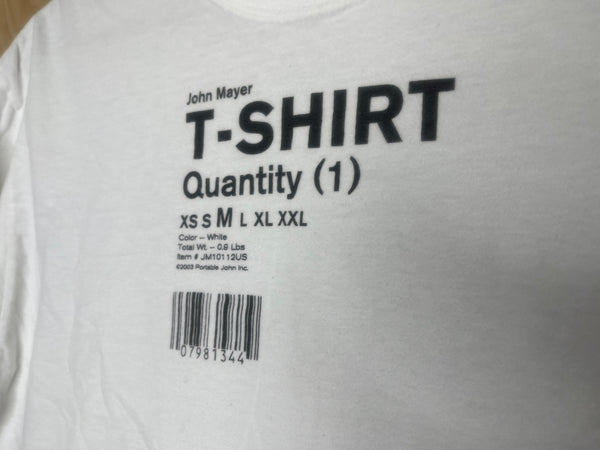 John Mayer
T-SHIRT
Quantity (1)
XS S M L XL XXL
Color – White
Total Wt. – 0.9 Lbs
Item # JM10112US
©2003 Portable John Inc.
07981344